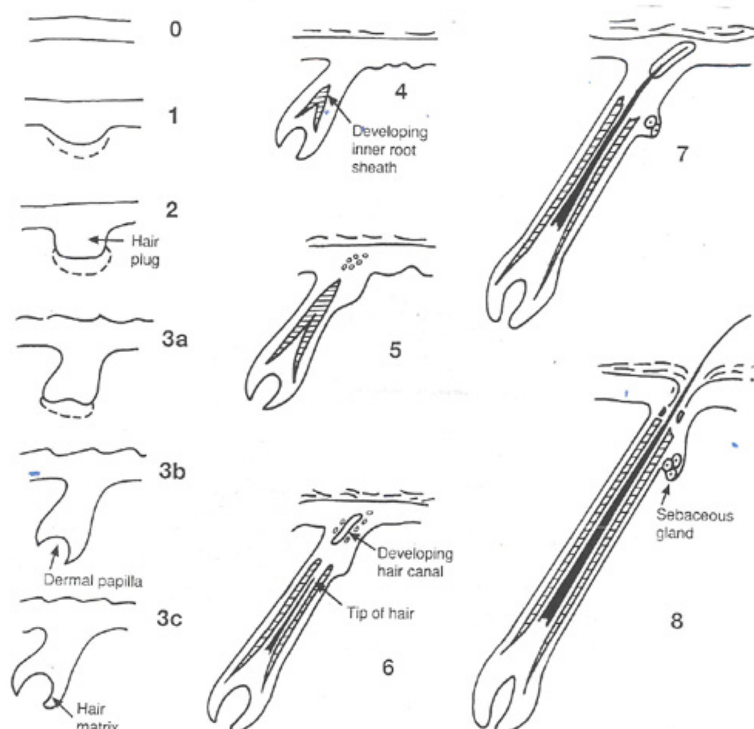 0
1
2
Hair
plug
3a
3b
Dermal papilla
3c
Hair
matrix
4
Developing
inner root
sheath
5
Developing
hair canal
Tip of hair
6
7
Sebaceous
gland
8